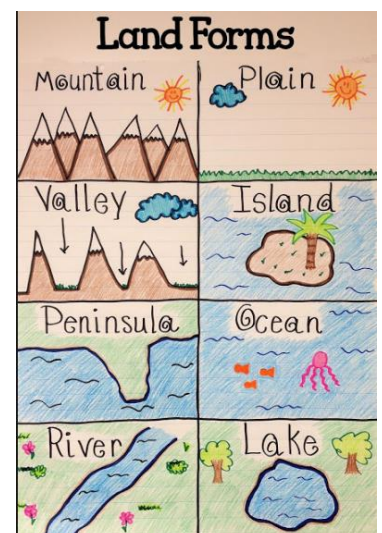 Land Forms
Mountain
Plain
Valley
Island
Peninsula
Ocean
River
Lake